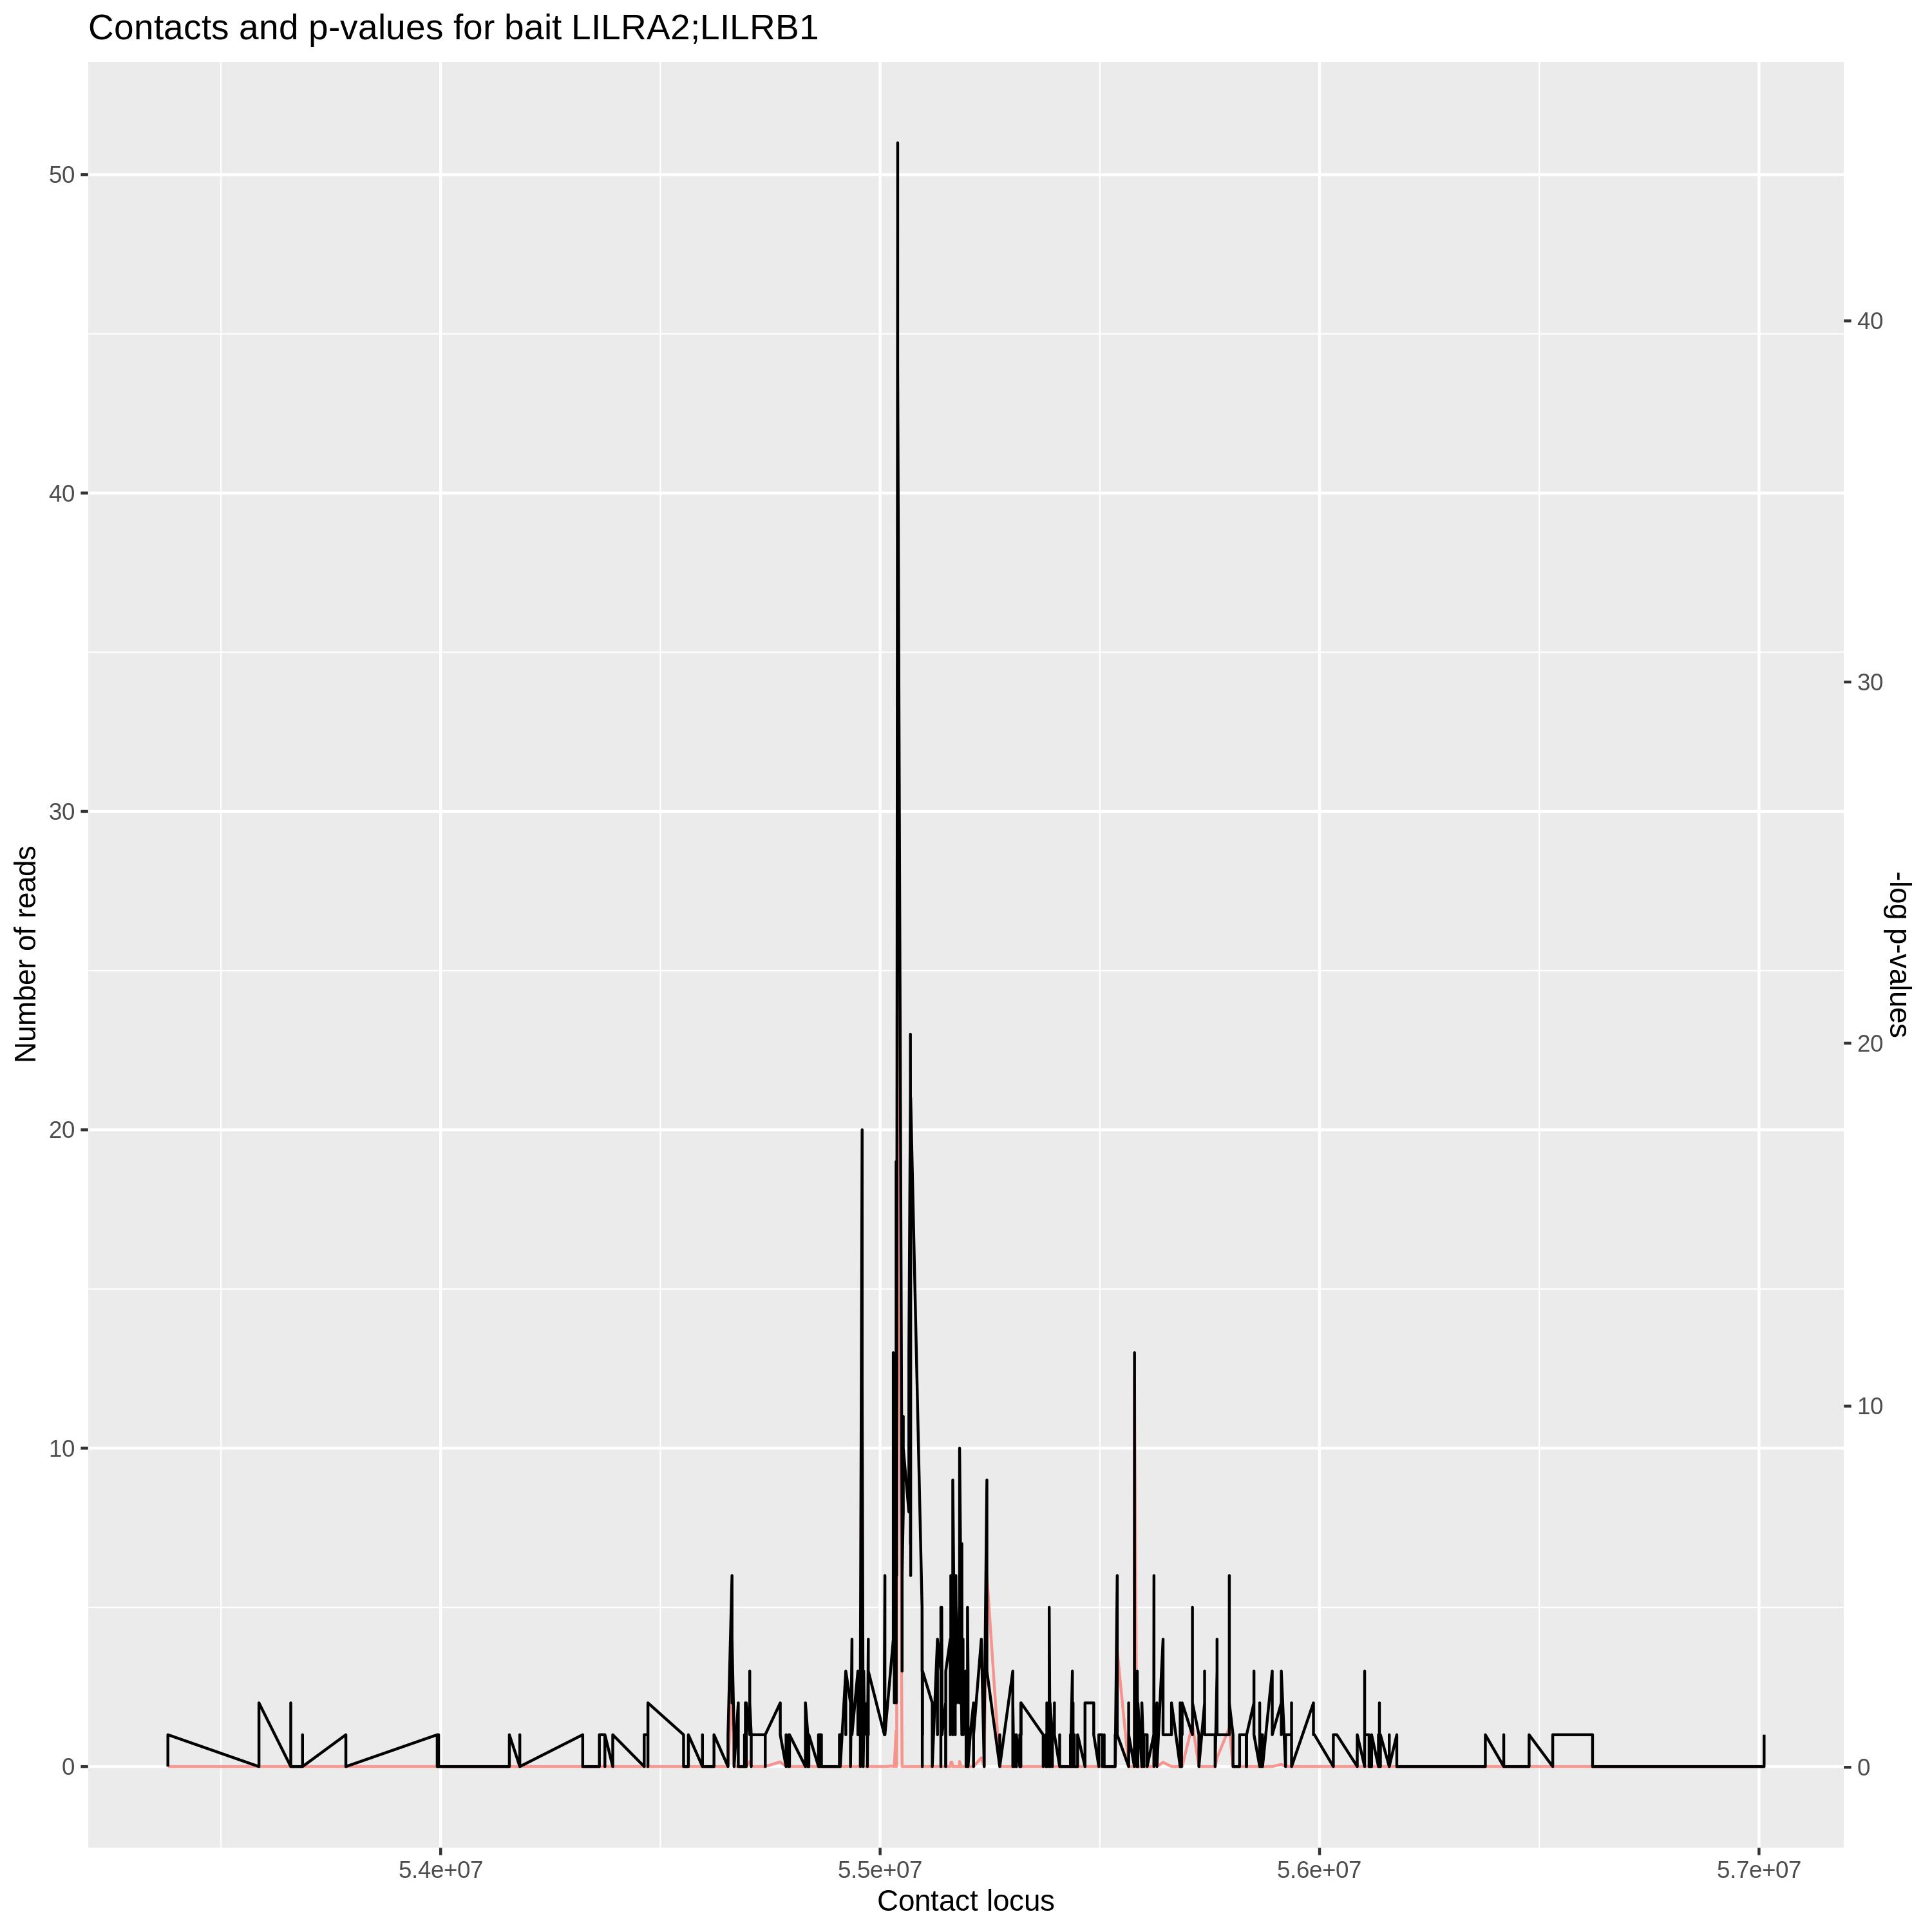 Contacts and p-values for bait LILRA2;LILRB1
50
40
30
20
10
0
Number of reads
40
30
20
10
0
-log p-values
5.4e+07
5.5e+07
5.6e+07
5.7e+07
Contact locus